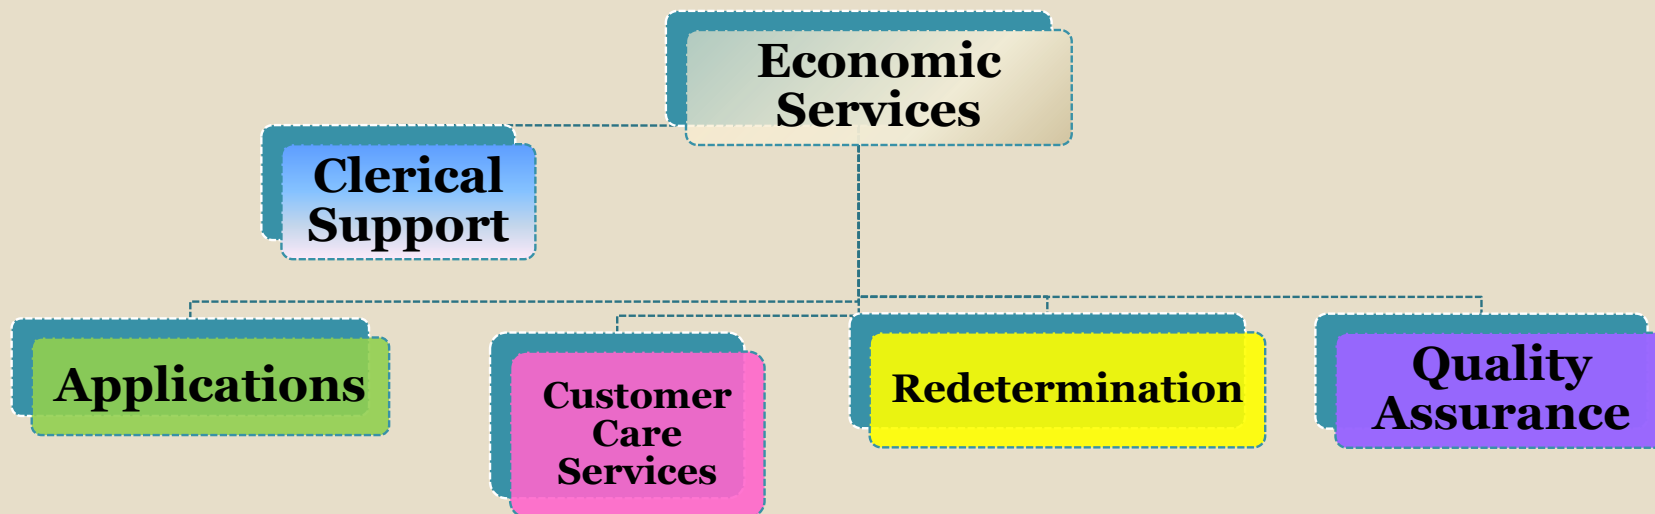 Economic
Services
Clerical
Support
Applications
Customer
Care
Services
Redetermination
Quality
Assurance